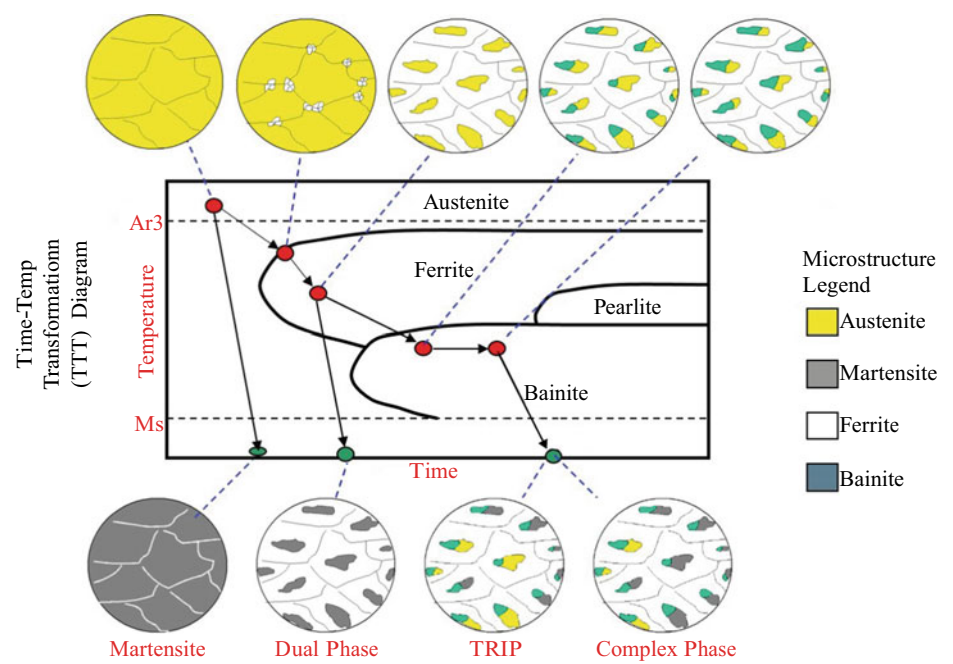 Time-Temp
Transformationn
(TTT) Diagram
Temperature
Ar3
Ms
Austenite
Ferrite
Pearlite
Bainite
Time
Microstructure
Legend
Austenite
Martensite
Ferrite
Bainite
Martensite
Dual Phase
TRIP
Complex Phase